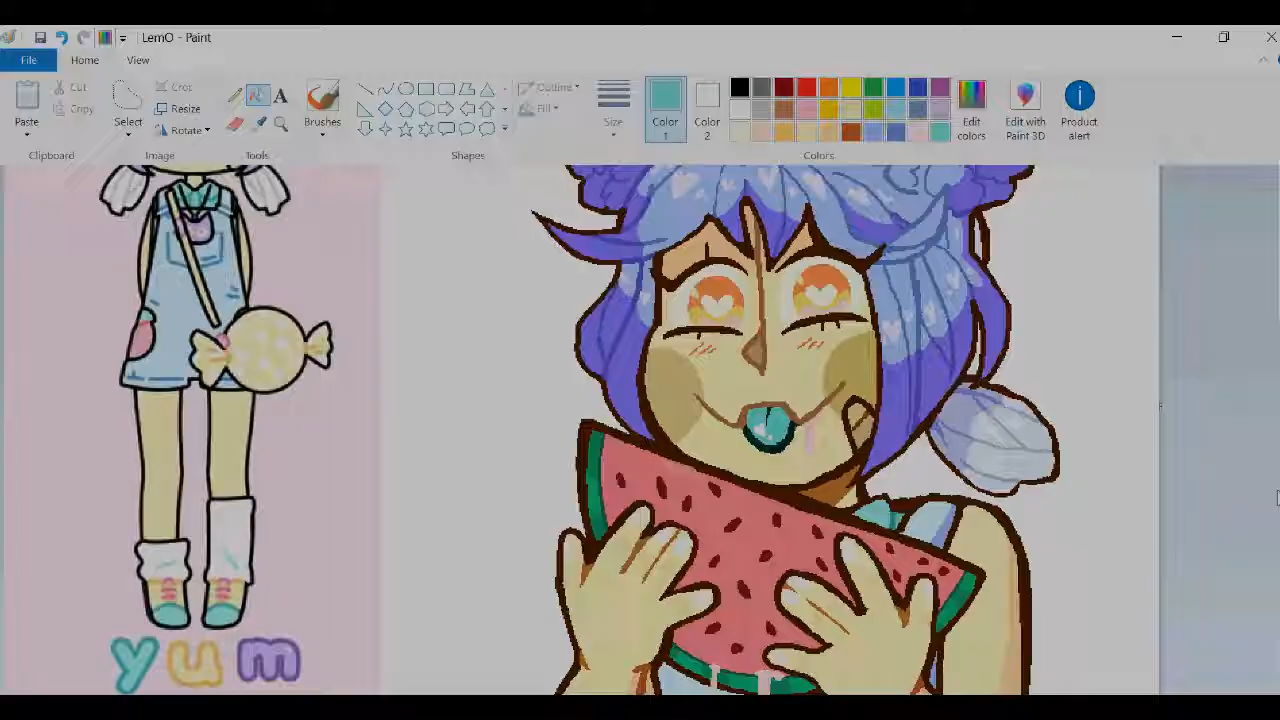 LemO - Paint
File Home View
Paste Cut Copy
Select Crop Resize Rotate
A
Brushes
Outline Fill
Size
Color 1
Color 2
Edit colors
Edit with Paint 3D
Product alert
Clipboard Image Tools Shapes Colors
yum